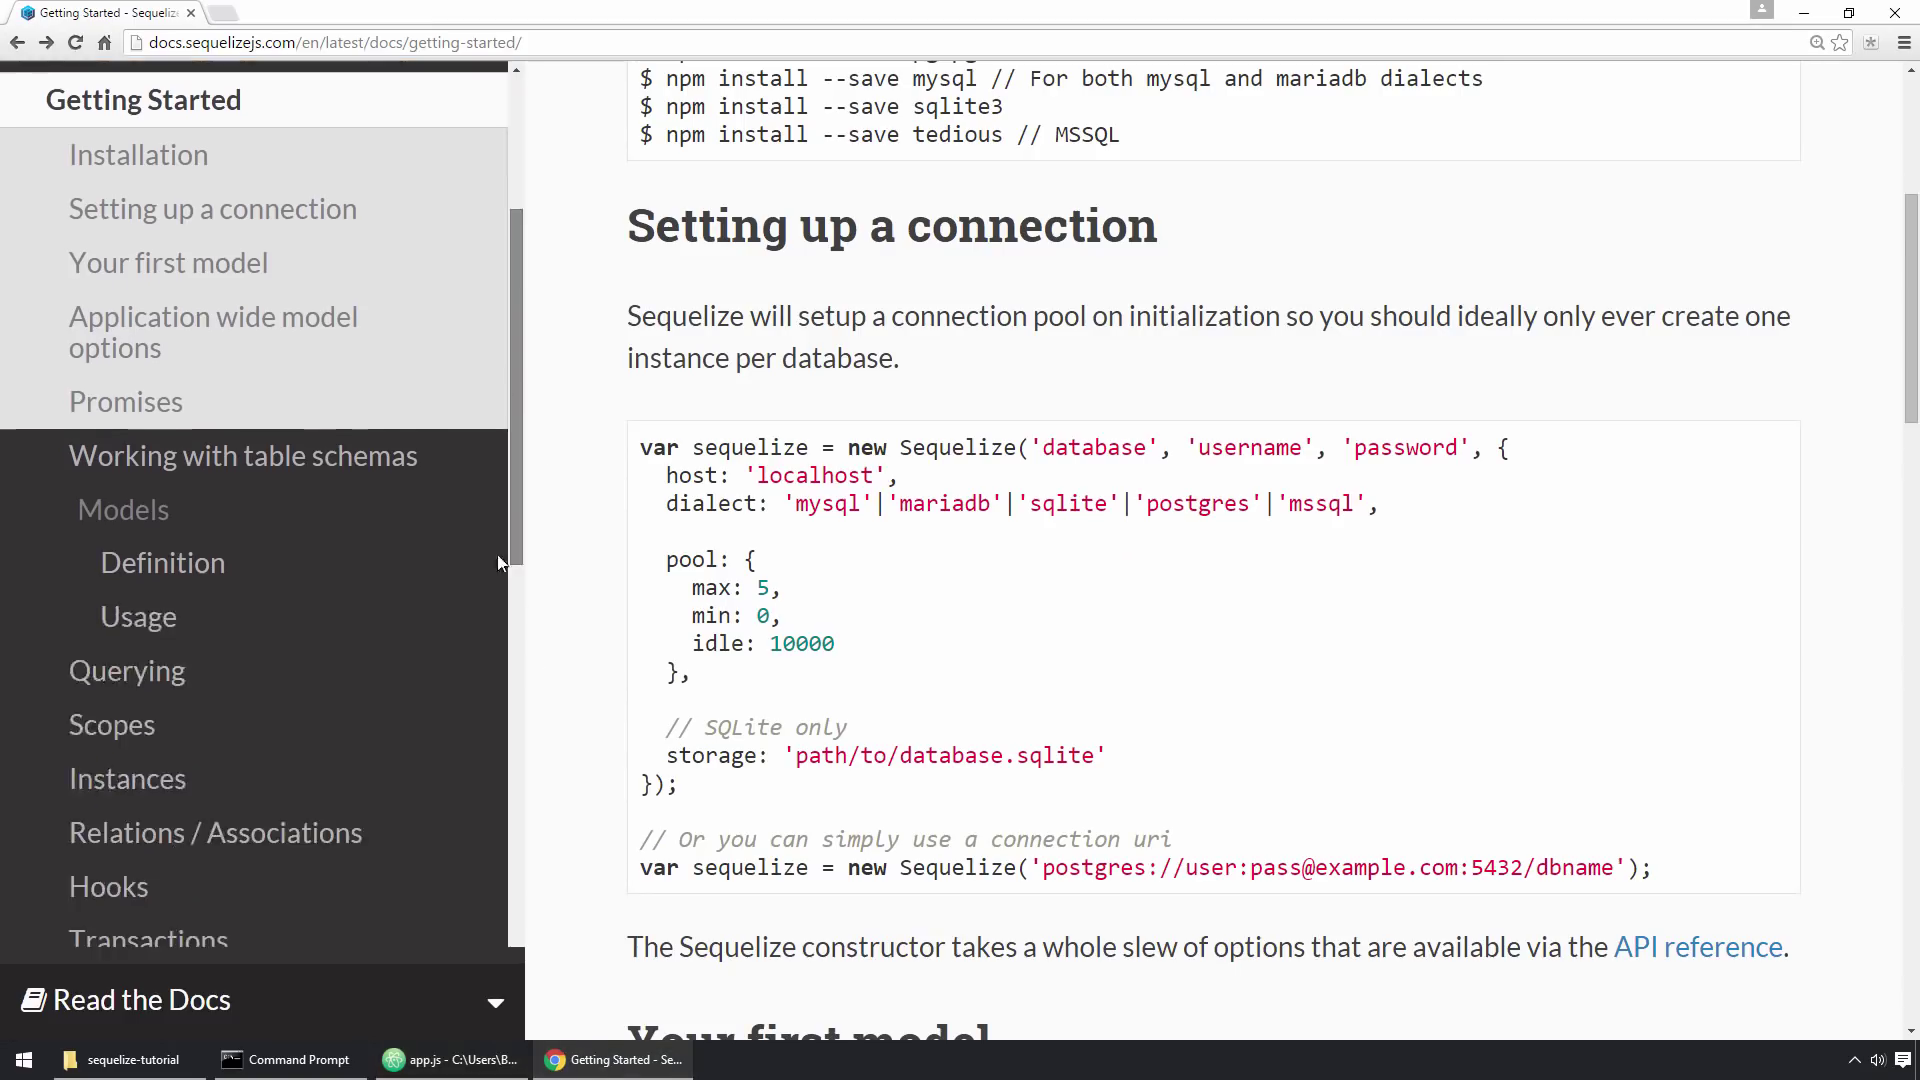 Getting Started - Sequeliz
docs.sequelizejs.com/en/latest/docs/getting-started/
Getting Started
Installation
Setting up a connection
Your first model
Application wide model
options
Promises
Working with table schemas
Models
Definition
Usage
Querying
Scopes
Instances
Relations / Associations
Hooks
Transactions
Read the Docs
$ npm install --save mysql // For both mysql and mariadb dialects
$ npm install --save sqlite3
$ npm install --save tedious // MSSQL
Setting up a connection
Sequelize will setup a connection pool on initialization so you should ideally only ever create one
instance per database.
var sequelize = new Sequelize('database', 'username', 'password', {
host: 'localhost',
dialect: 'mysql'|'mariadb'|'sqlite'|'postgres'|'mssql',
pool: {
max: 5,
min: 0,
idle: 10000
},
// SQLite only
storage: 'path/to/database.sqlite'
});
// Or you can simply use a connection uri
var sequelize = new Sequelize('postgres://user:pass@example.com:5432/dbname');
The Sequelize constructor takes a whole slew of options that are available via the API reference.
Your first model
sequelize-tutorial
Command Prompt
app.js - C:\Users\B...
Getting Started - Se...